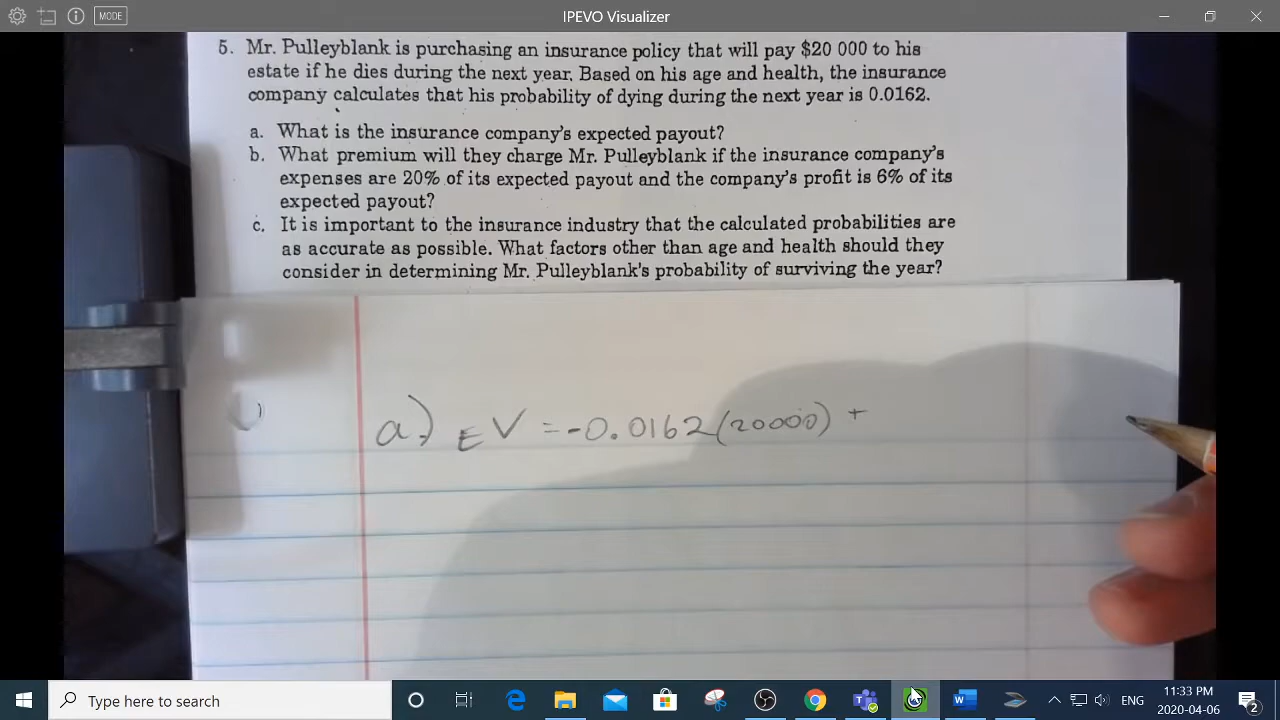 MODE
IPEVO Visualizer
5. Mr. Pulleyblank is purchasing an insurance policy that will pay $20 000 to his
estate if he dies during the next year. Based on his age and health, the insurance
company calculates that his probability of dying during the next year is 0.0162.
a. What is the insurance company's expected payout?
b. What premium will they charge Mr. Pulleyblank if the insurance company's
expenses are 20% of its expected payout and the company's profit is 6% of its
expected payout?
c. It is important to the insurance industry that the calculated probabilities are
as accurate as possible. What factors other than age and health should they
consider in determining Mr. Pulleyblank's probability of surviving the year?
a) EV = -0.0162(20000) +
Type here to search
ENG
11:33 PM
2020-04-06
2